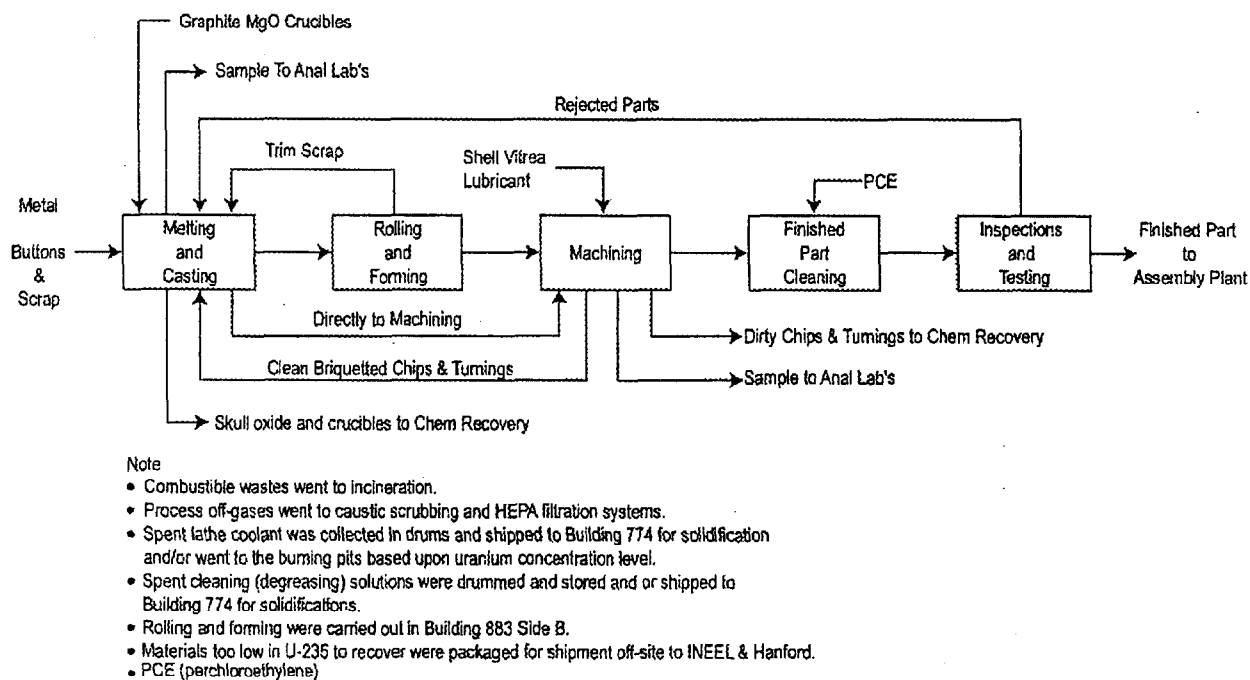 Graphite MgO Crucibles
Sample To Anal Lab's
Rejected Parts
Trim Scrap
Shell Vitrea
Lubricant
PCE
Metal
Buttons
&
Scrap
Melting
and
Casting
Rolling
and
Forming
Machining
Finished
Part
Cleaning
Inspections
and
Testing
Finished Part
to
Assembly Plant
Directly to Machining
Dirty Chips & Turnings to Chem Recovery
Clean Briquetted Chips & Turnings
Sample to Anal Lab's
Skull oxide and crucibles to Chem Recovery
Note
• Combustible wastes went to incineration.
• Process off-gases went to caustic scrubbing and HEPA filtration systems.
• Spent lathe coolant was collected in drums and shipped to Building 774 for solidification
and/or went to the burning pits based upon uranium concentration level.
• Spent cleaning (degreasing) solutions were drummed and stored and or shipped to
Building 774 for solidifications.
• Rolling and forming were carried out in Building 883 Side B.
• Materials too low in U-235 to recover were packaged for shipment off-site to INEEL & Hanford.
• PCE (perchloroethylene)